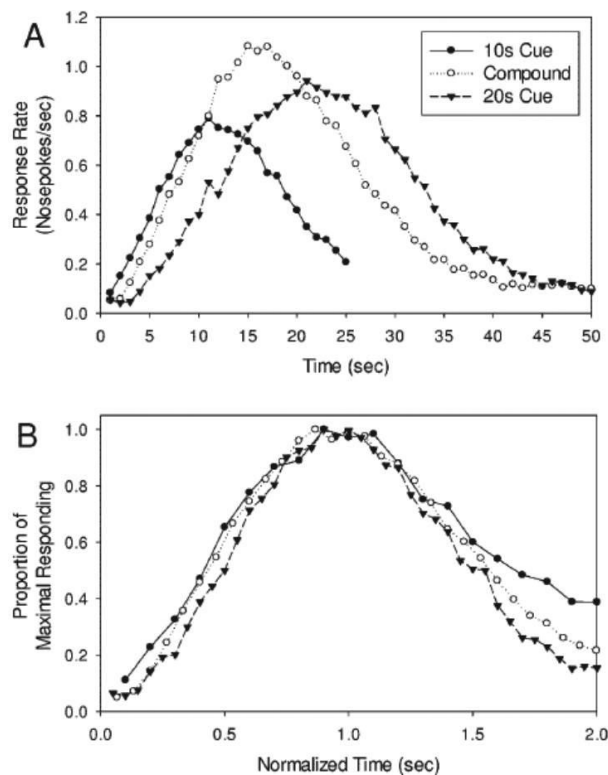 A
Response Rate
(Nosepokes/sec)
1.2
1.0
0.8
0.6
0.4
0.2
0.0
10s Cue
Compound
20s Cue
0 5 10 15 20 25 30 35 40 45 50
Time (sec)
B
Proportion of
Maximal Responding
1.0
0.8
0.6
0.4
0.2
0.0
0.0 0.5 1.0 1.5 2.0
Normalized Time (sec)